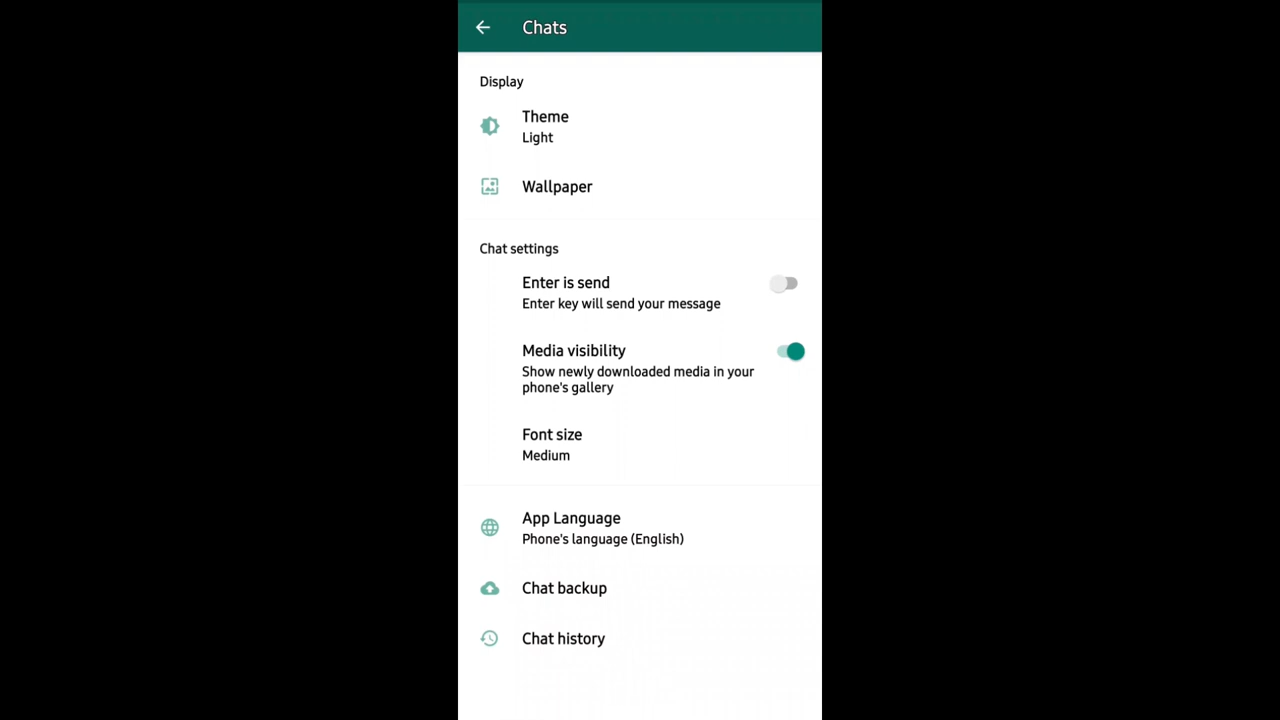 Chats
Display
Theme
Light
Wallpaper
Chat settings
Enter is send
Enter key will send your message
Media visibility
Show newly downloaded media in your
phone's gallery
Font size
Medium
App Language
Phone's language (English)
Chat backup
Chat history